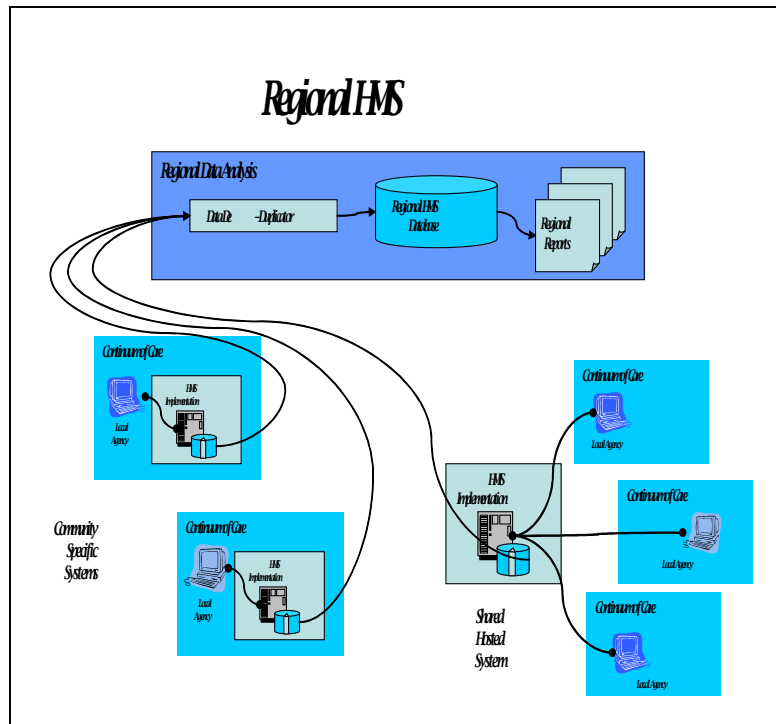 Regional HMIS
Regional Data Analysis
Data De -Duplicator
Regional HMIS
Database
Regional
Reports
Continuum of Care
HMIS
Implementation
Local
Agency
Continuum of Care
HMIS
Implementation
Local
Agency
Community
Specific
Systems
HMIS
Implementation
Shared
Hosted
System
Continuum of Care
Local Agency
Continuum of Care
Local Agency
Continuum of Care
Local Agency